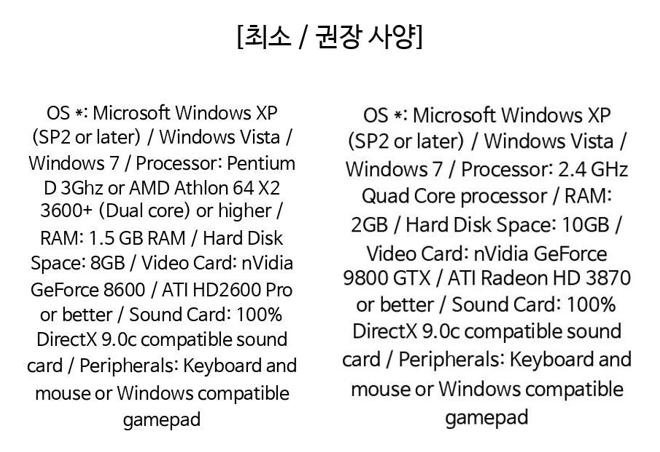 [최소 / 권장 사양]
OS *: Microsoft Windows XP
(SP2 or later) / Windows Vista /
Windows 7 / Processor: Pentium
D 3Ghz or AMD Athlon 64 X2
3600+ (Dual core) or higher /
RAM: 1.5 GB RAM / Hard Disk
Space: 8GB / Video Card: nVidia
GeForce 8600 / ATI HD2600 Pro
or better / Sound Card: 100%
DirectX 9.0c compatible sound
card / Peripherals: Keyboard and
mouse or Windows compatible
gamepad
OS *: Microsoft Windows XP
(SP2 or later) / Windows Vista /
Windows 7 / Processor: 2.4 GHz
Quad Core processor / RAM:
2GB / Hard Disk Space: 10GB /
Video Card: nVidia GeForce
9800 GTX / ATI Radeon HD 3870
or better / Sound Card: 100%
DirectX 9.0c compatible sound
card / Peripherals: Keyboard and
mouse or Windows compatible
gamepad